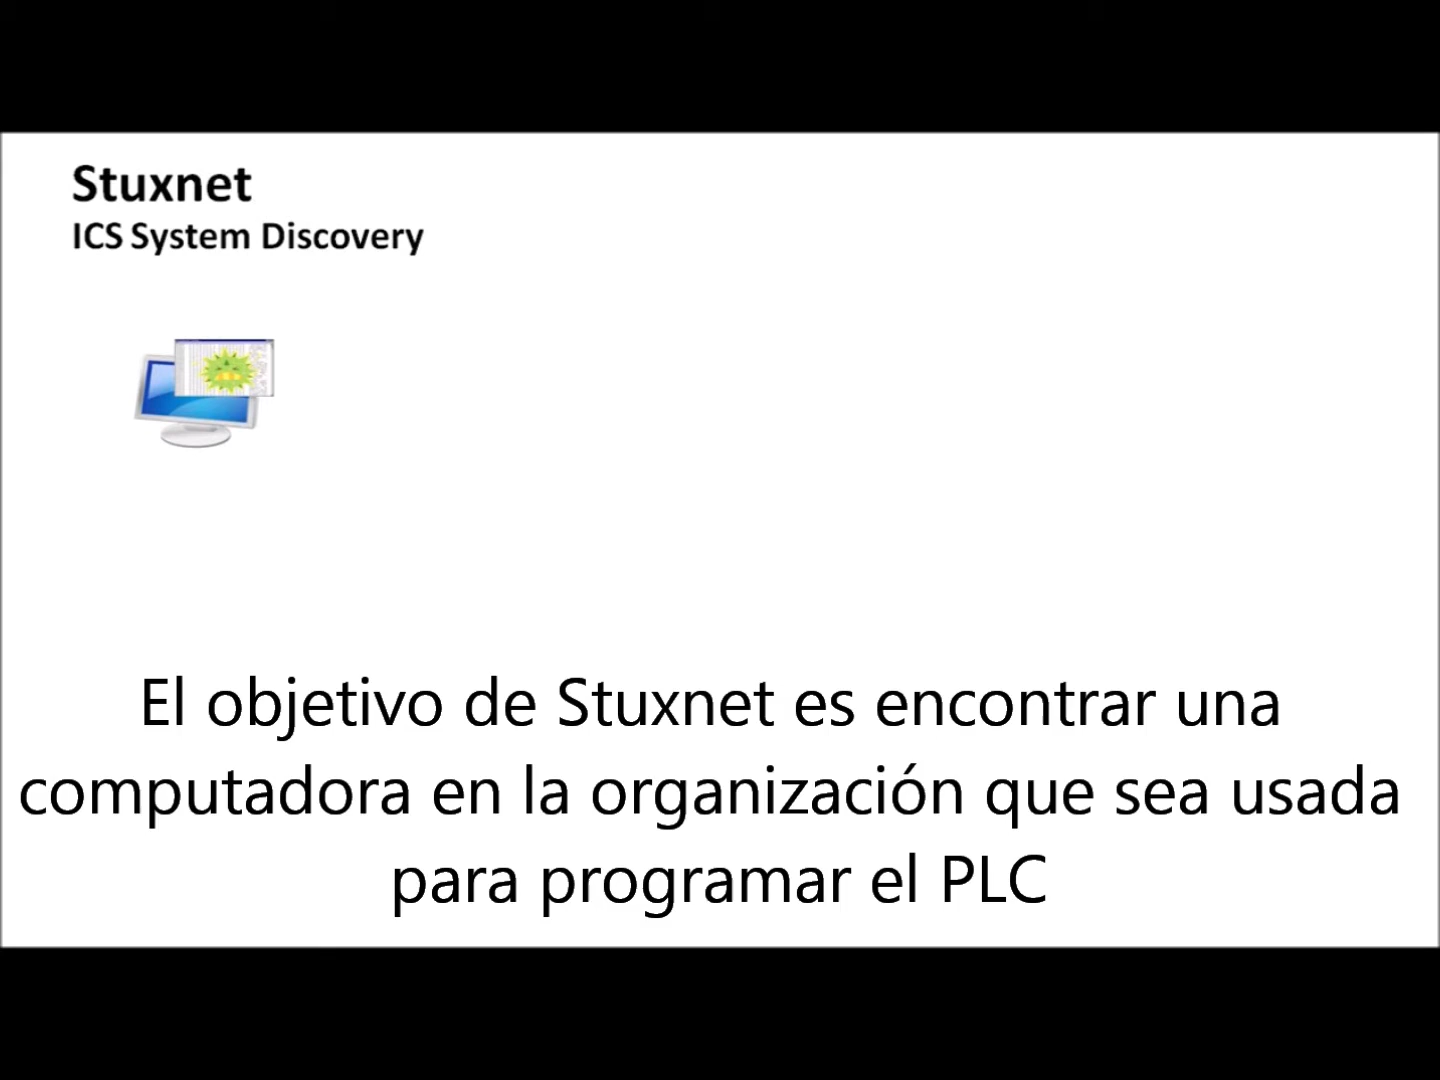 Stuxnet
ICS System Discovery
El objetivo de Stuxnet es encontrar una
computadora en la organización que sea usada
para programar el PLC